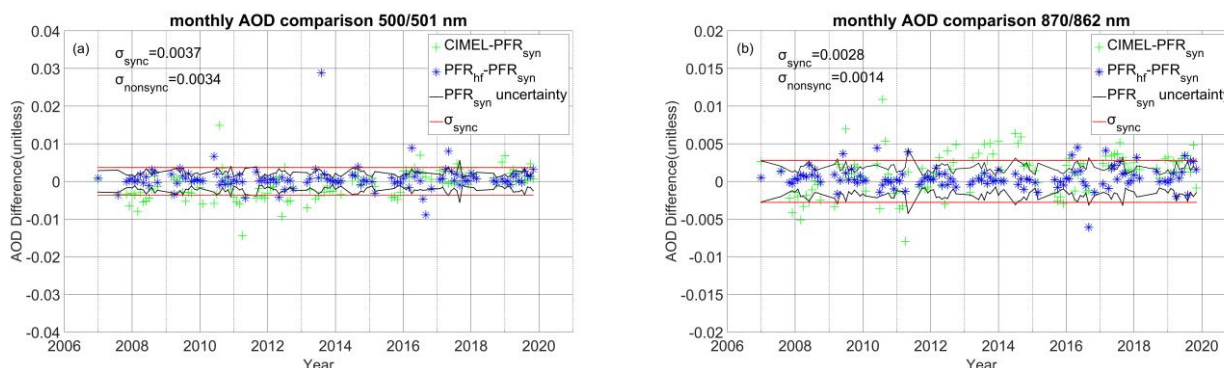 monthly AOD comparison 500/501 nm
0.04
0.03
0.02
0.01
0
-0.01
-0.02
-0.03
-0.04
AOD Difference(unitless)
(a)
σsync=0.0037
σnonsync=0.0034
CIMEL-PFRsyn
PFRhf-PFRsyn
PFRsyn uncertainty
σsync
2006 2008 2010 2012 2014 2016 2018 2020
Year
monthly AOD comparison 870/862 nm
0.02
0.015
0.01
0.005
0
-0.005
-0.01
-0.015
-0.02
AOD Difference(unitless)
(b)
σsync=0.0028
σnonsync=0.0014
CIMEL-PFRsyn
PFRhf-PFRsyn
PFRsyn uncertainty
σsync
2006 2008 2010 2012 2014 2016 2018 2020
Year